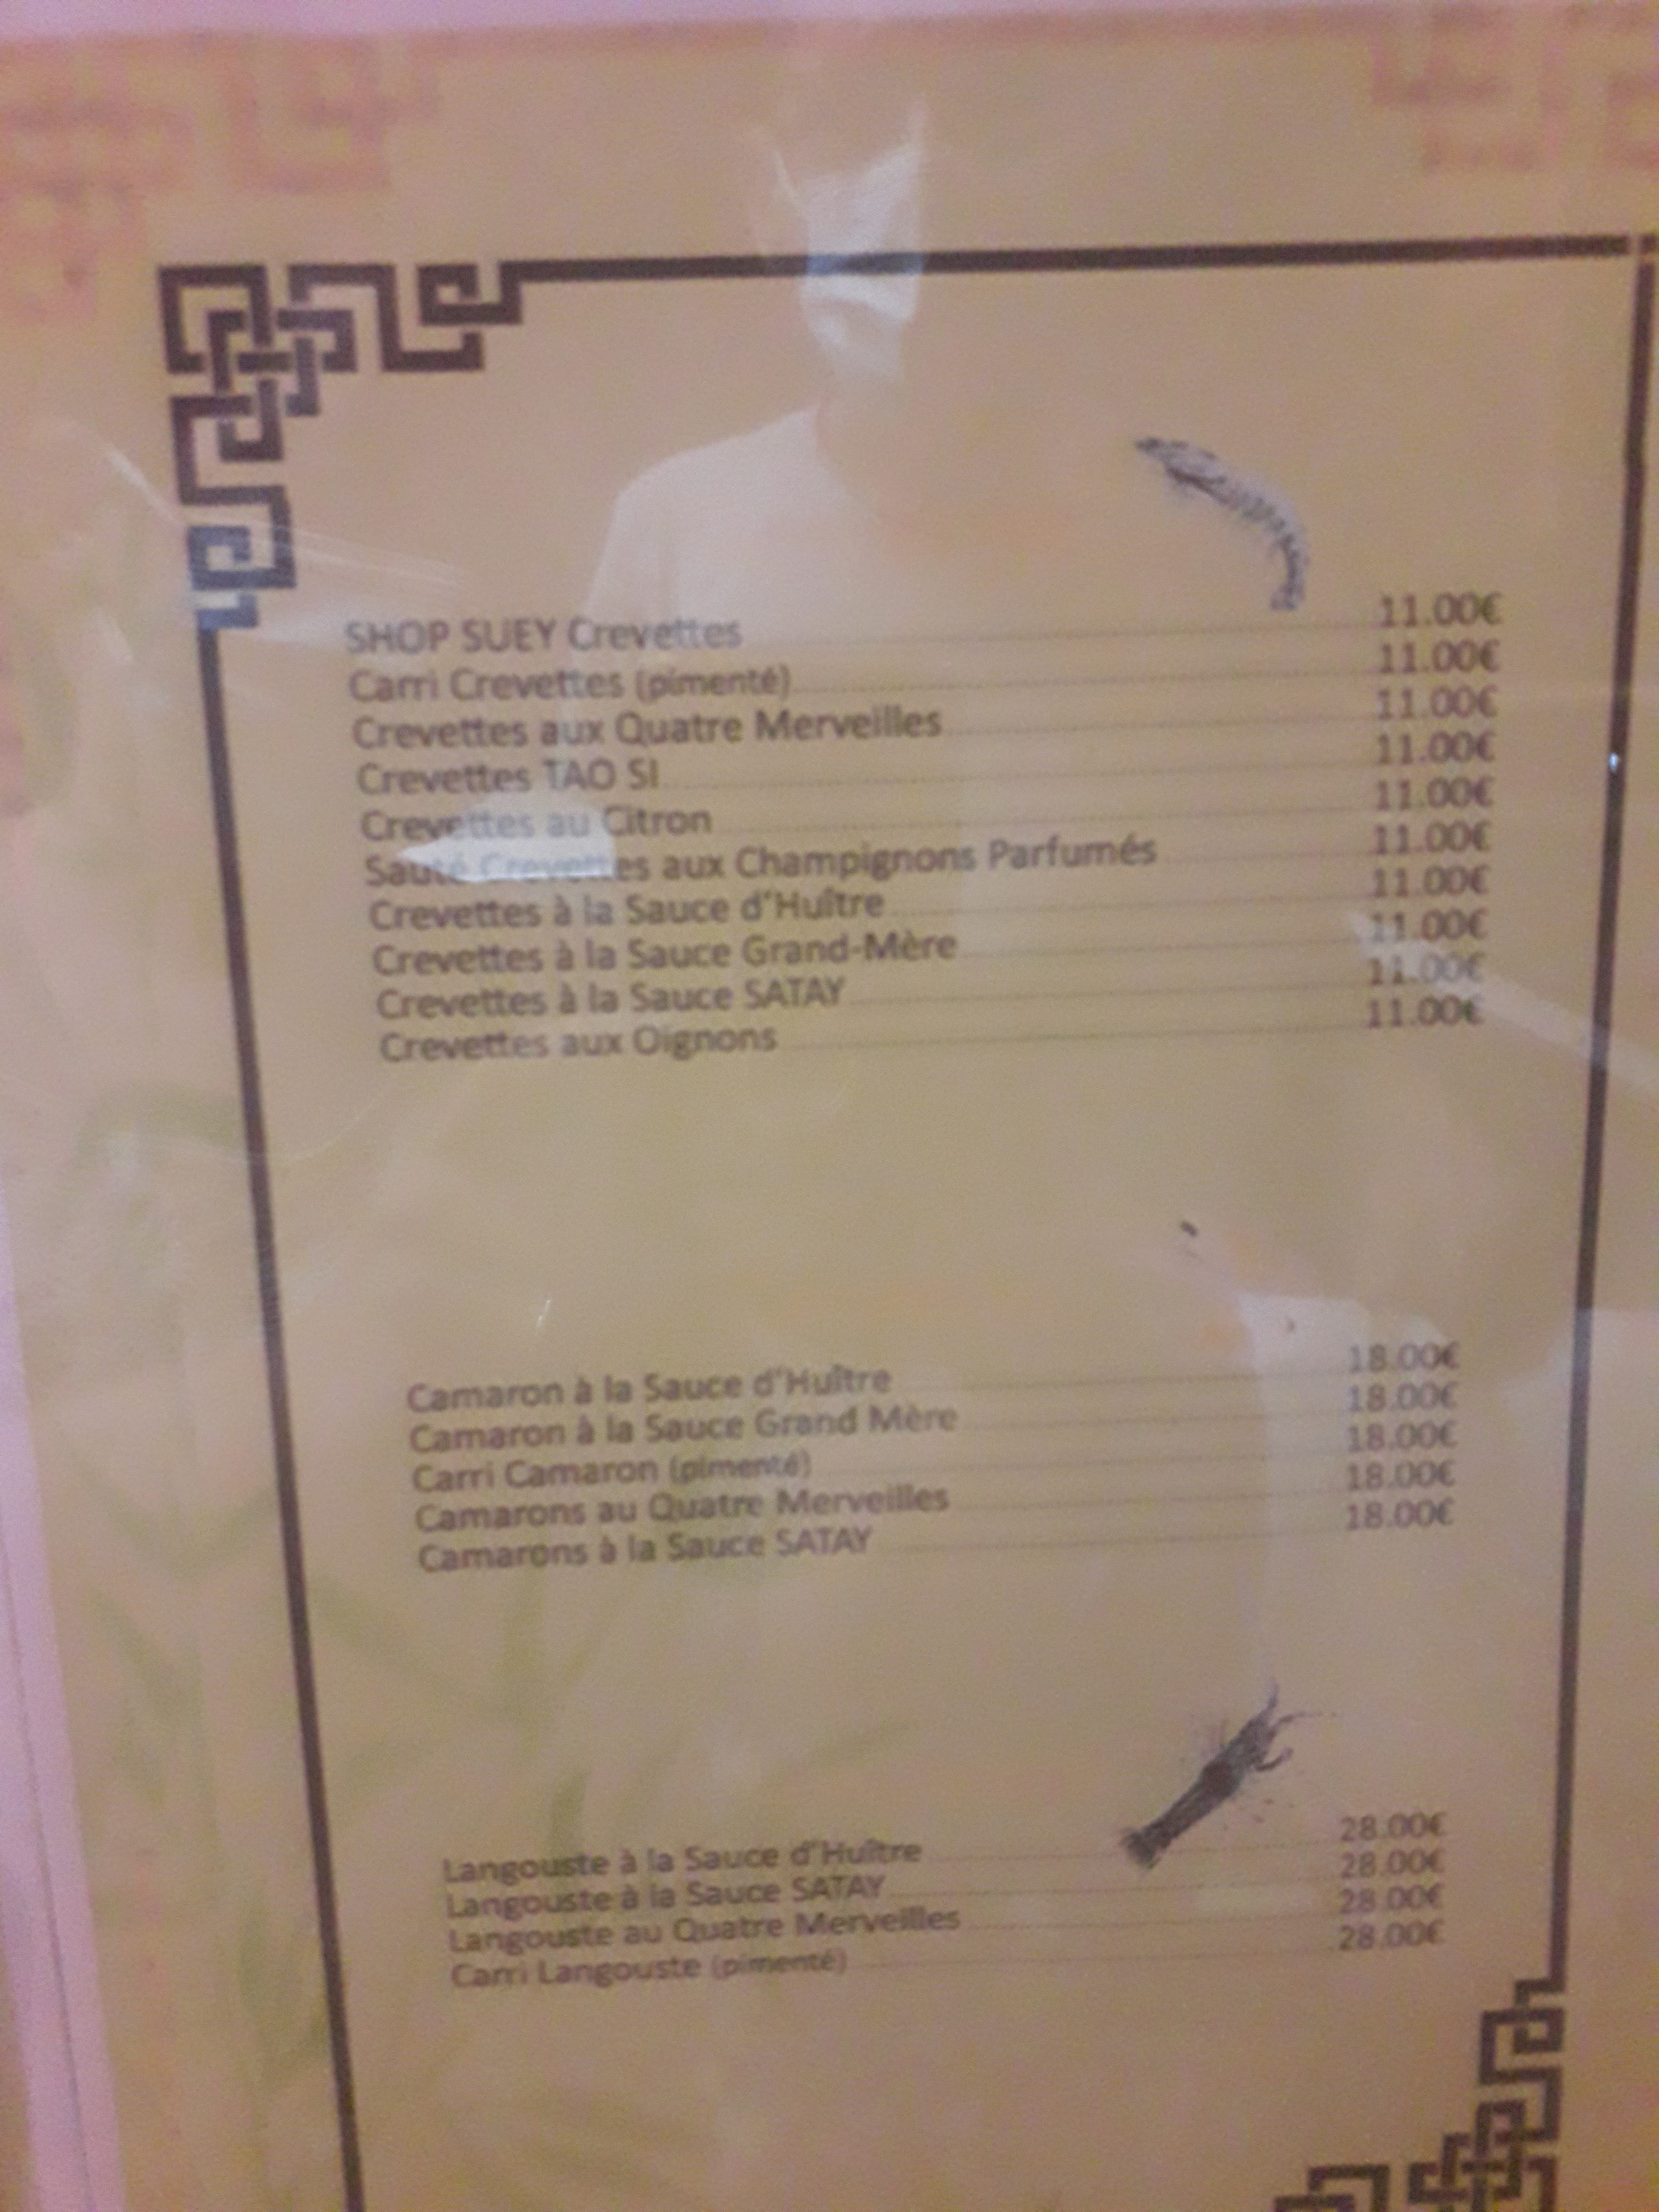 SHOP SUEY Crevettes 11.00€
Carri Crevettes (pimenté) 11.00€
Crevettes aux Quatre Merveilles 11.00€
Crevettes TAO SI 11.00€
Crevettes au Citron 11.00€
Sauté Crevettes aux Champignons Parfumés 11.00€
Crevettes à la Sauce d'Huître 11.00€
Crevettes à la Sauce Grand-Mère 11.00€
Crevettes à la Sauce SATAY 11.00€
Crevettes aux Oignons 11.00€
Camaron à la Sauce d'Huître 18.00€
Camaron à la Sauce Grand Mère 18.00€
Carri Camaron (pimenté) 18.00€
Camarons au Quatre Merveilles 18.00€
Camarons à la Sauce SATAY 18.00€
Langouste à la Sauce d'Huître 28.00€
Langouste à la Sauce SATAY 28.00€
Langouste au Quatre Merveilles 28.00€
Carri Langouste (pimenté) 28.00€